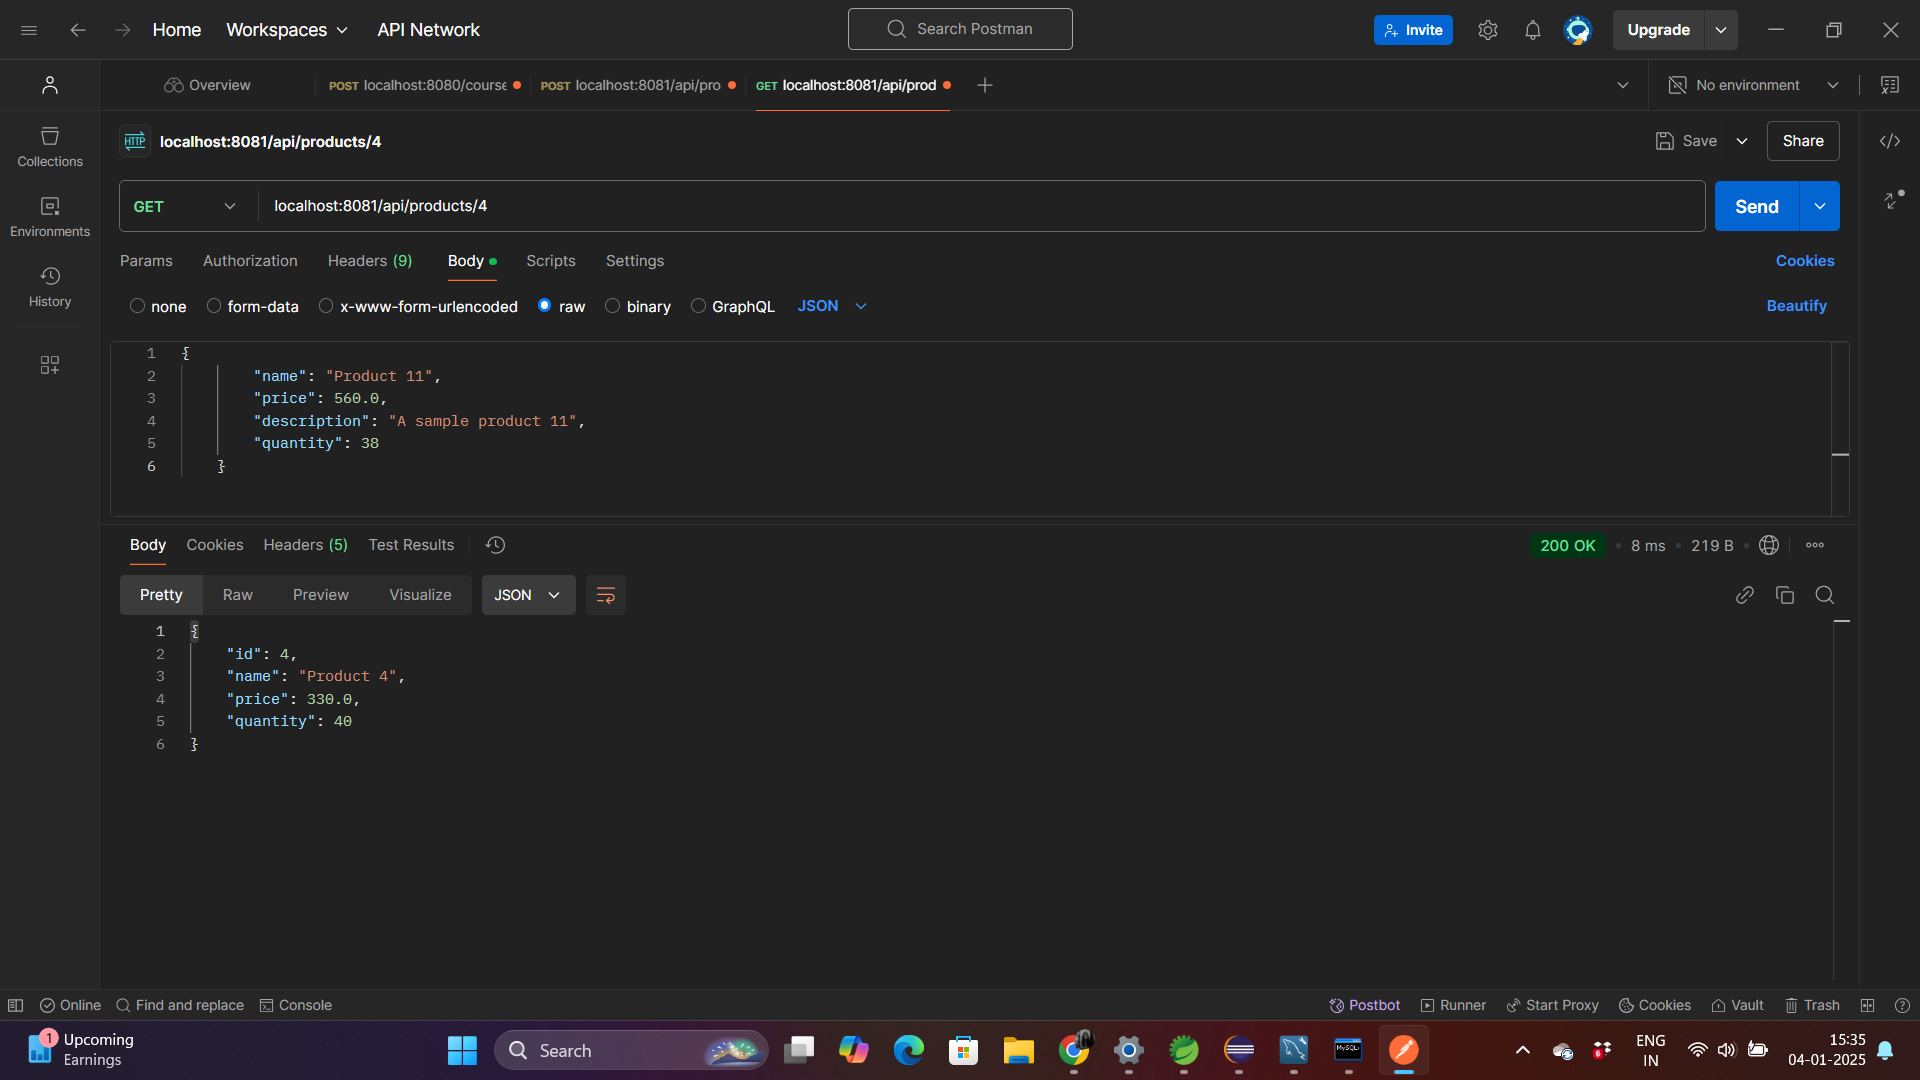 Home Workspaces API Network Search Postman Invite Upgrade
Overview POST localhost:8080/course POST localhost:8081/api/pro GET localhost:8081/api/prod No environment
HTTP localhost:8081/api/products/4 Save Share
Collections
Environments
History
GET localhost:8081/api/products/4 Send
Params Authorization Headers (9) Body Scripts Settings Cookies
none form-data x-www-form-urlencoded raw binary GraphQL JSON Beautify
1 {
2 "name": "Product 11",
3 "price": 560.0,
4 "description": "A sample product 11",
5 "quantity": 38
6 }
Body Cookies Headers (5) Test Results 200 OK 8 ms 219 B
Pretty Raw Preview Visualize JSON
1 {
2 "id": 4,
3 "name": "Product 4",
4 "price": 330.0,
5 "quantity": 40
6 }
Online Find and replace Console Postbot Runner Start Proxy Cookies Vault Trash
1 Upcoming
Earnings
Search
MySQL
6
ENG
IN
15:35
04-01-2025